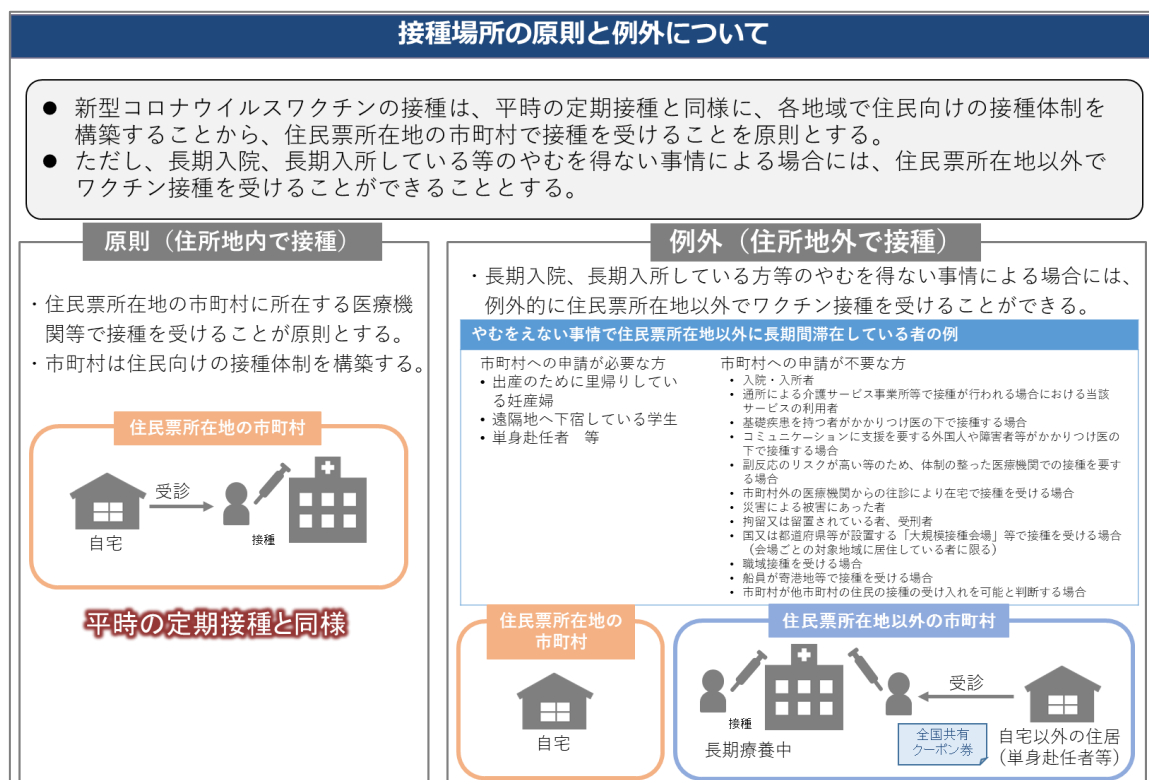 接種場所の原則と例外について
● 新型コロナウイルスワクチンの接種は、平時の定期接種と同様に、各地域で住民向けの接種体制を
構築することから、住民票所在地の市町村で接種を受けることを原則とする。
● ただし、長期入院、長期入所している等のやむを得ない事情による場合には、住民票所在地以外で
ワクチン接種を受けることができることとする。
原則（住所地内で接種）
・住民票所在地の市町村に所在する医療機
関等で接種を受けることが原則とする。
・市町村は住民向けの接種体制を構築する。
住民票所在地の市町村
受診
自宅
接種
平時の定期接種と同様
例外（住所地外で接種）
・長期入院、長期入所している方等のやむを得ない事情による場合には、
例外的に住民票所在地以外でワクチン接種を受けることができる。
やむをえない事情で住民票所在地以外に長期間滞在している者の例
市町村への申請が必要な方
• 出産のために里帰りしてい
る妊産婦
• 遠隔地へ下宿している学生
• 単身赴任者　等
市町村への申請が不要な方
• 入院・入所者
• 通所による介護サービス事業所等で接種が行われる場合における当該
サービスの利用者
• 基礎疾患を持つ者がかかりつけ医の下で接種する場合
• コミュニケーションに支援を要する外国人や障害者等がかかりつけ医の
下で接種する場合
• 副反応のリスクが高い等のため、体制の整った医療機関での接種を要す
る場合
• 市町村外の医療機関からの往診により在宅で接種を受ける場合
• 災害による被害にあった者
• 拘留又は留置されている者、受刑者
• 国又は都道府県等が設置する「大規模接種会場」等で接種を受ける場合
（会場ごとの対象地域に居住している者に限る）
• 職域接種を受ける場合
• 船員が寄港地等で接種を受ける場合
• 市町村が他市町村の住民の接種の受け入れを可能と判断する場合
住民票所在地の
市町村
自宅
住民票所在地以外の市町村
接種
長期療養中
受診
全国共有
クーポン券
自宅以外の住居
（単身赴任者等）